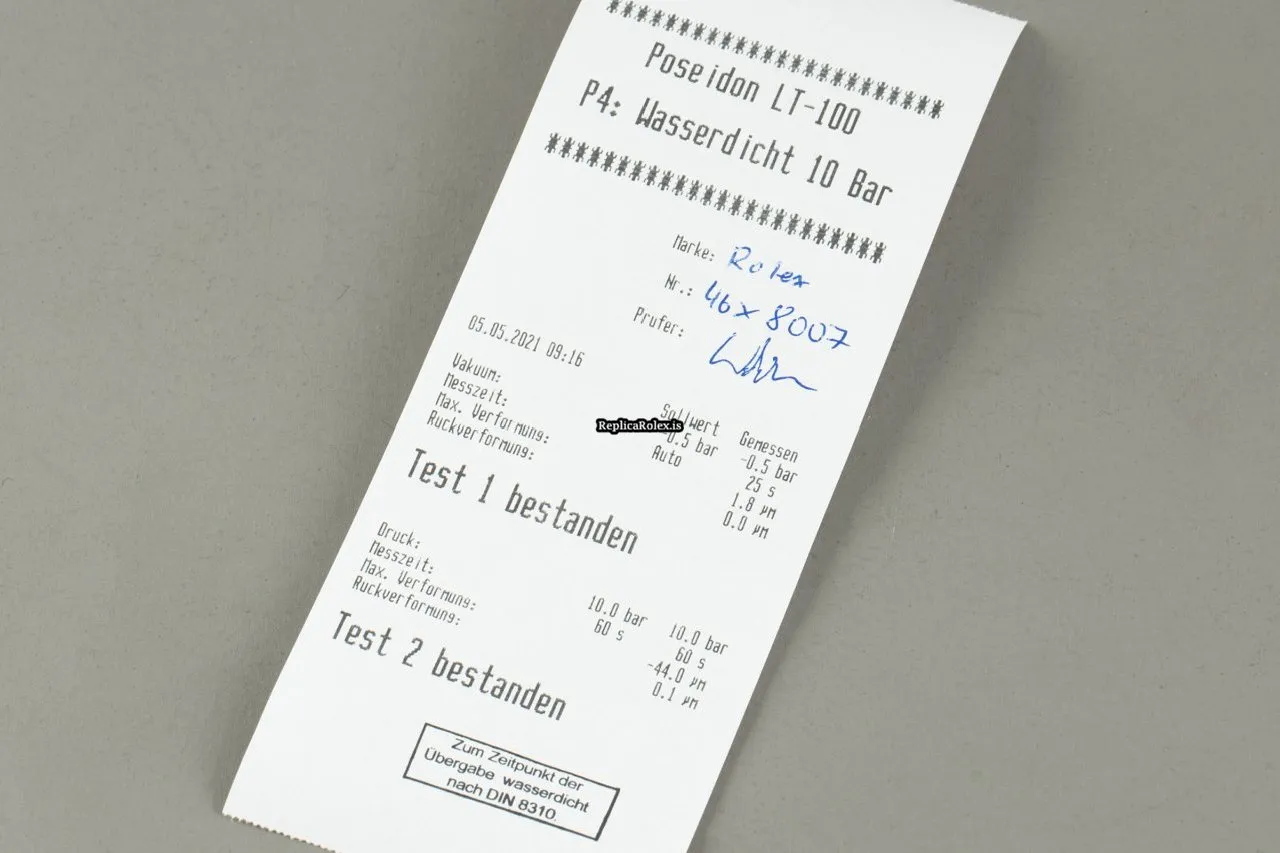 ************************
Poseidon LT-100
P4: Wasserdicht 10 Bar
************************
Marke: Rolex
Nr.: 46x8007
Prufer:
05.05.2021 09:16
Sollwert Gemessen
Vakuum: -0.5 bar -0.5 bar
Messzeit: Auto 25 s
Max. Verformung: 1.8 µm
Ruckverformung: 0.0 µm
Test 1 bestanden
Druck: 10.0 bar 10.0 bar
Messzeit: 60 s 60 s
Max. Verformung: -44.0 µm
Ruckverformung: 0.1 µm
Test 2 bestanden
Zum Zeitpunkt der
Übergabe wasserdicht
nach DIN 8310.
ReplicaRolex.is